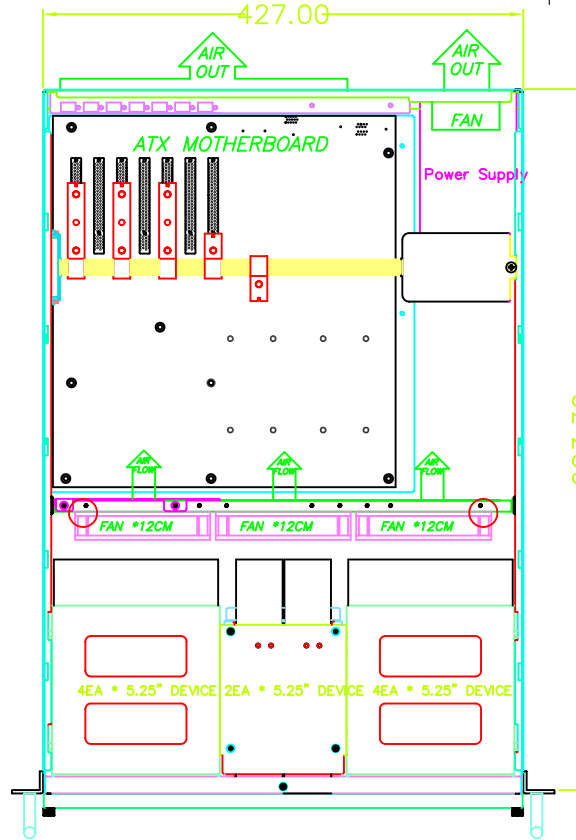 427.00
AIR
OUT
AIR
OUT
FAN
ATX MOTHERBOARD
Power Supply
AIR
FLOW
AIR
FLOW
AIR
FLOW
FAN *12CM
FAN *12CM
FAN *12CM
4EA * 5.25" DEVICE
2EA * 5.25" DEVICE
4EA * 5.25" DEVICE